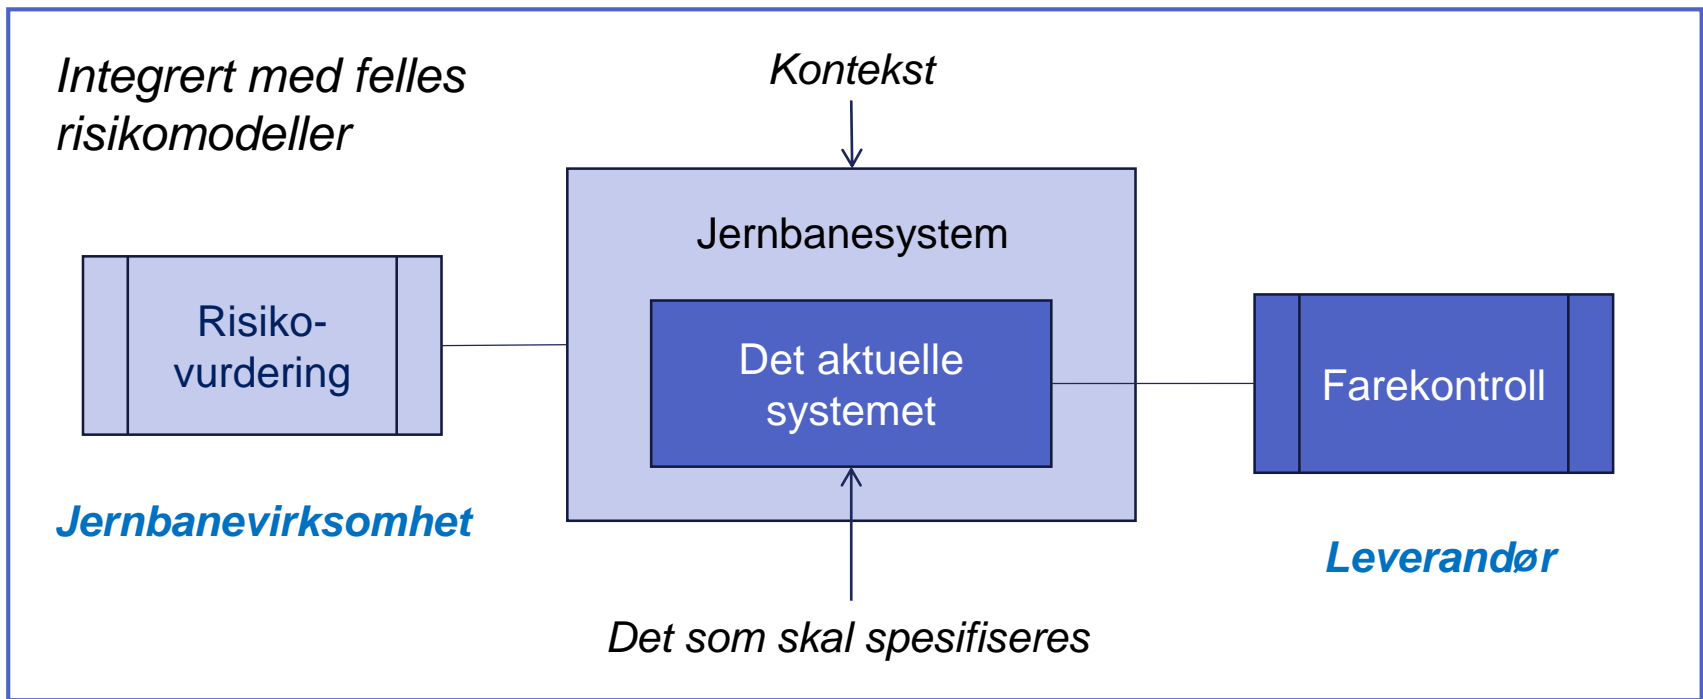 Integrert med felles
risikomodeller
Kontekst
Jernbanesystem
Risiko-
vurdering
Det aktuelle
systemet
Farekontroll
Jernbanevirksomhet
Leverandør
Det som skal spesifiseres